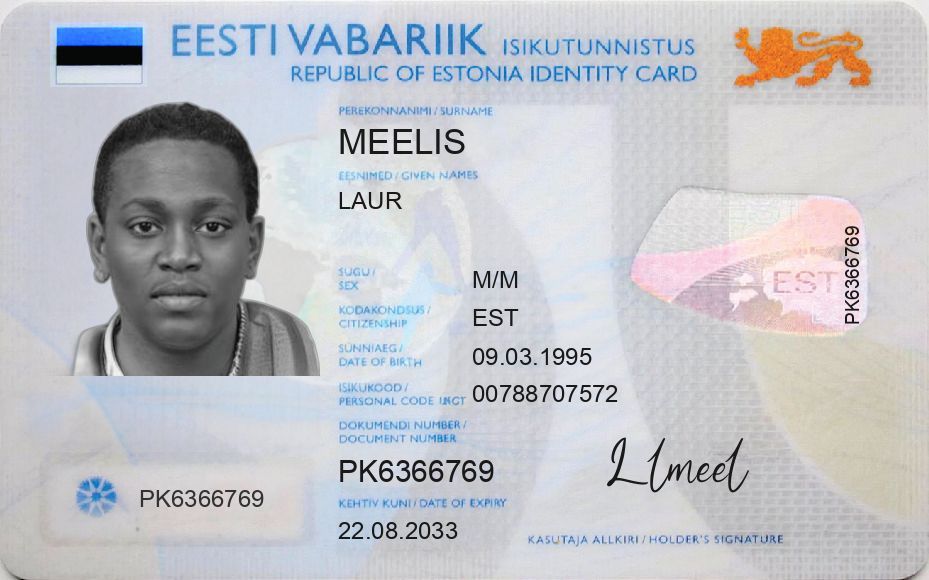 EESTI VABARIIK ISIKUTUNNISTUS
REPUBLIC OF ESTONIA IDENTITY CARD
PEREKONNANIMI / SURNAME
MEELIS
EESNIMED / GIVEN NAMES
LAUR
SUGU /
SEX
M/M
KODAKONDSUS /
CITIZENSHIP
EST
SÜNNIAEG /
DATE OF BIRTH
09.03.1995
ISIKUKOOD /
PERSONAL CODE
00788707572
DOKUMENDI NUMBER /
DOCUMENT NUMBER
PK6366769
KEHTIV KUNI / DATE OF EXPIRY
22.08.2033
PK6366769
EST
PK6366769
KASUTAJA ALLKIRI / HOLDER'S SIGNATURE